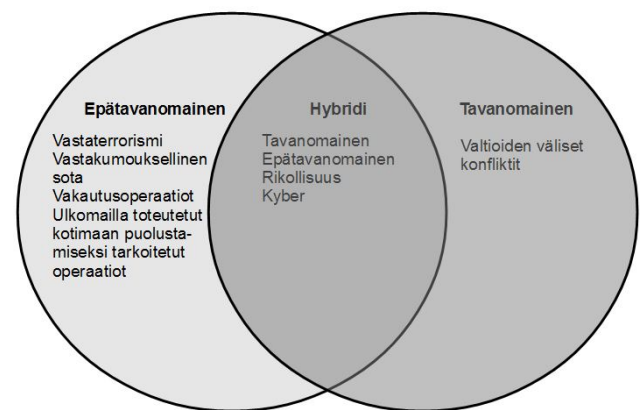 Epätavanomainen
Vastaterrorismi
Vastakumouksellinen
sota
Vakautusoperaatiot
Ulkomailla toteutetut
kotimaan puolusta-
miseksi tarkoitetut
operaatiot
Hybridi
Tavanomainen
Epätavanomainen
Rikollisuus
Kyber
Tavanomainen
Valtioiden väliset
konfliktit